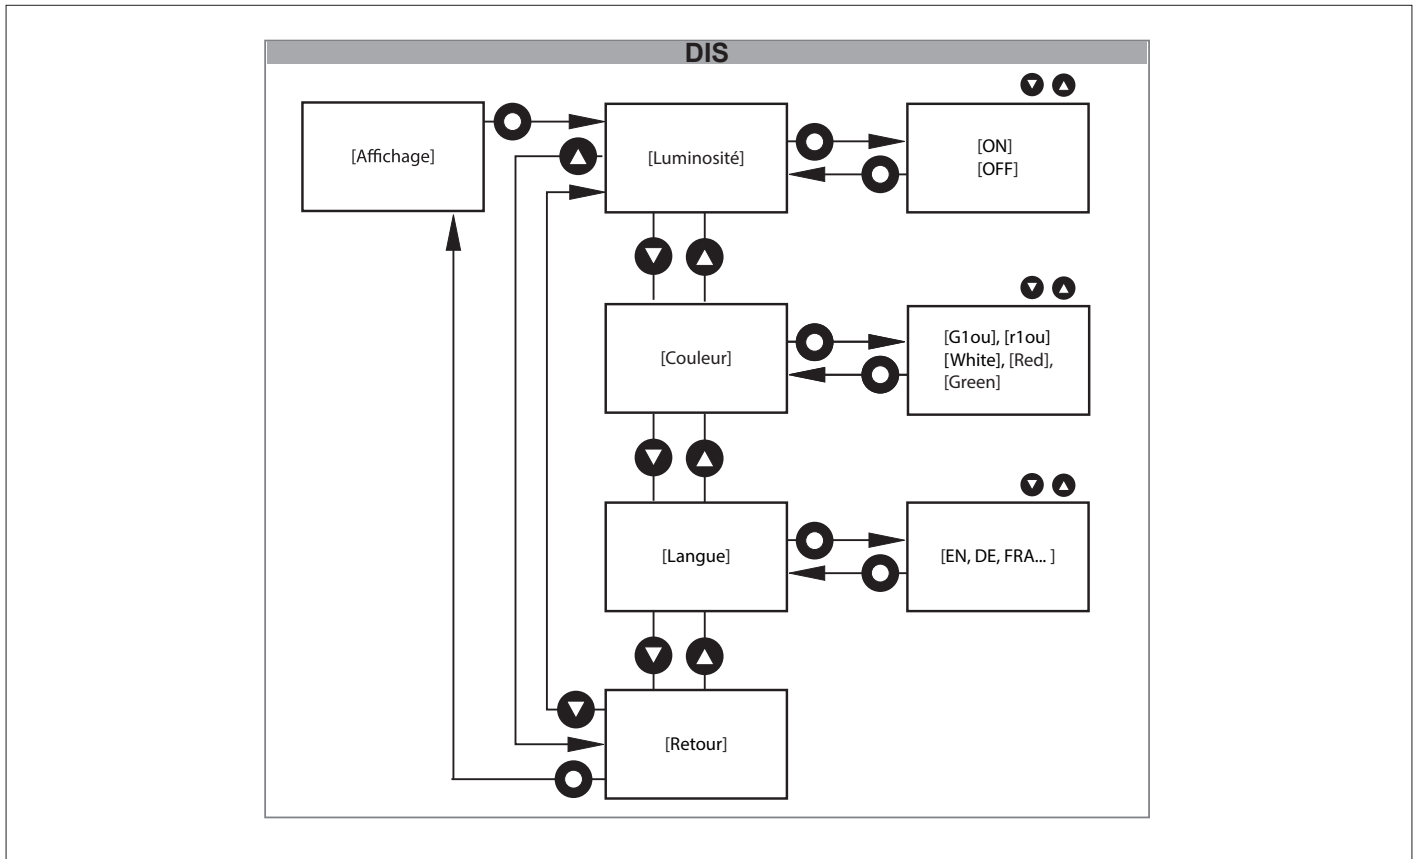 DIS
[Affichage]
[Luminosité]
[ON]
[OFF]
[Couleur]
[G1ou], [r1ou]
[White], [Red],
[Green]
[Langue]
[EN, DE, FRA... ]
[Retour]